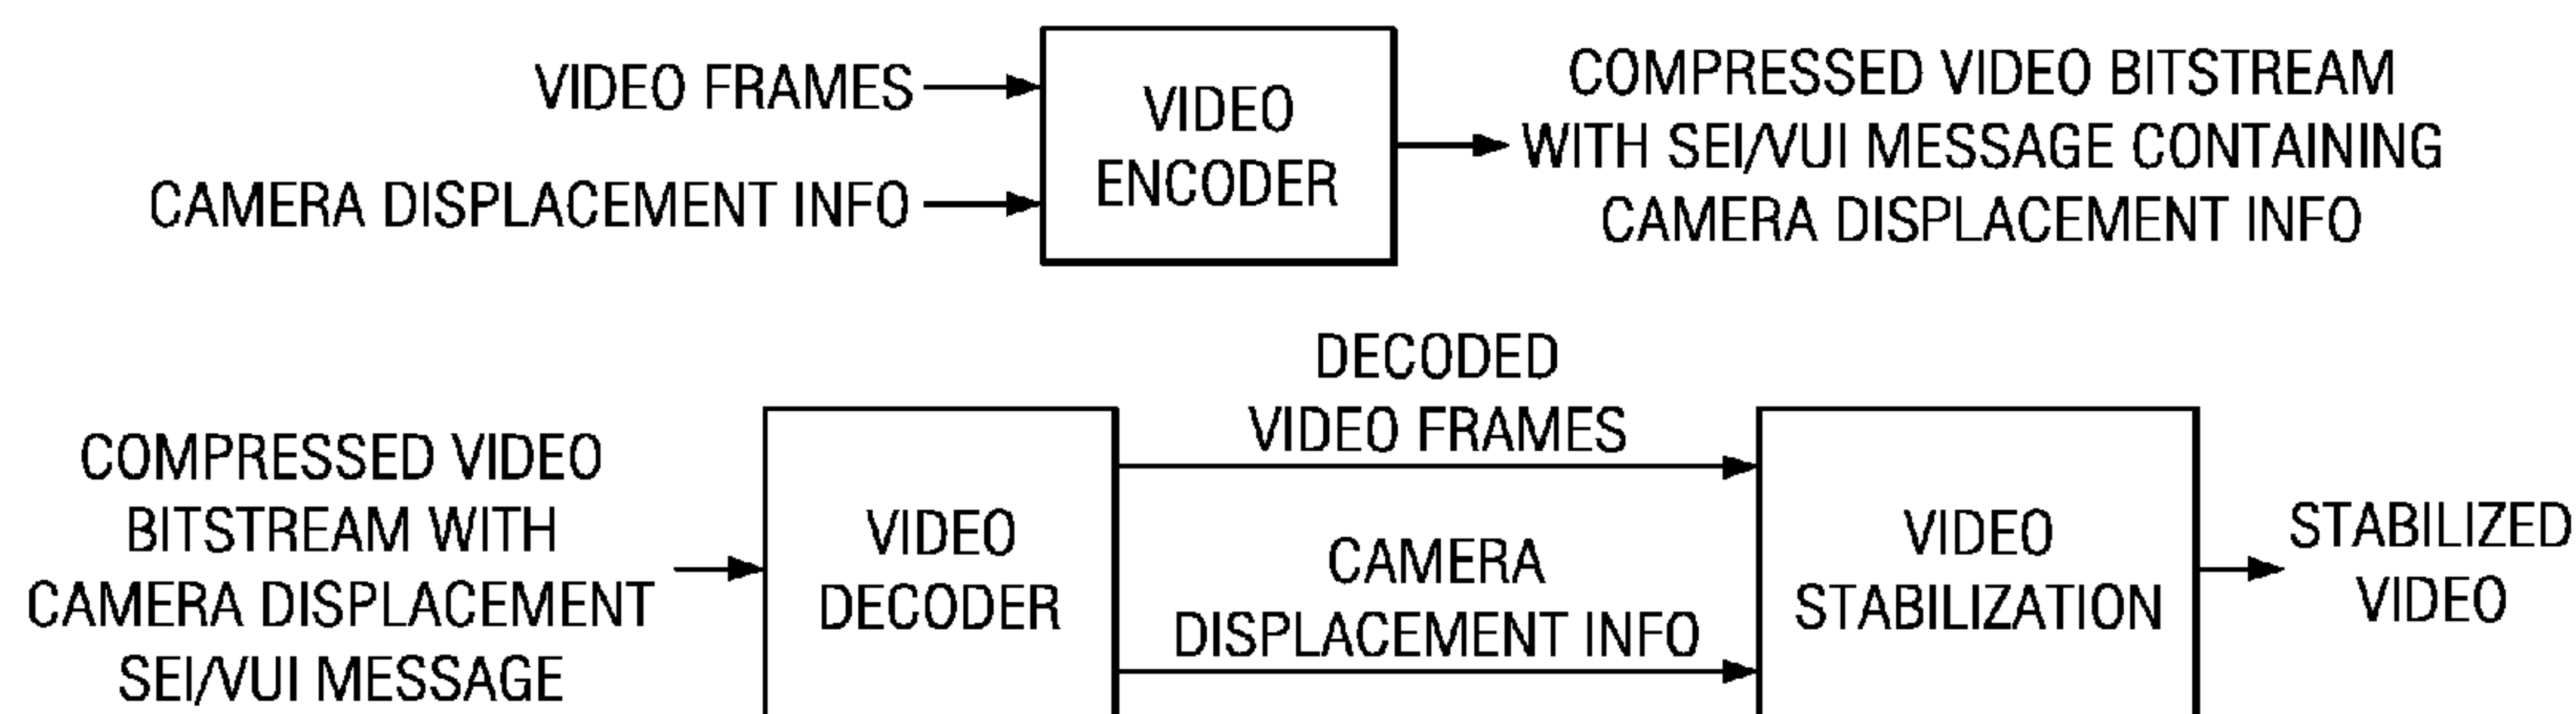 VIDEO FRAMES
CAMERA DISPLACEMENT INFO
VIDEO
ENCODER
COMPRESSED VIDEO BITSTREAM
WITH SEI/VUI MESSAGE CONTAINING
CAMERA DISPLACEMENT INFO
COMPRESSED VIDEO
BITSTREAM WITH
CAMERA DISPLACEMENT
SEI/VUI MESSAGE
VIDEO
DECODER
DECODED
VIDEO FRAMES
CAMERA
DISPLACEMENT INFO
VIDEO
STABILIZATION
STABILIZED
VIDEO